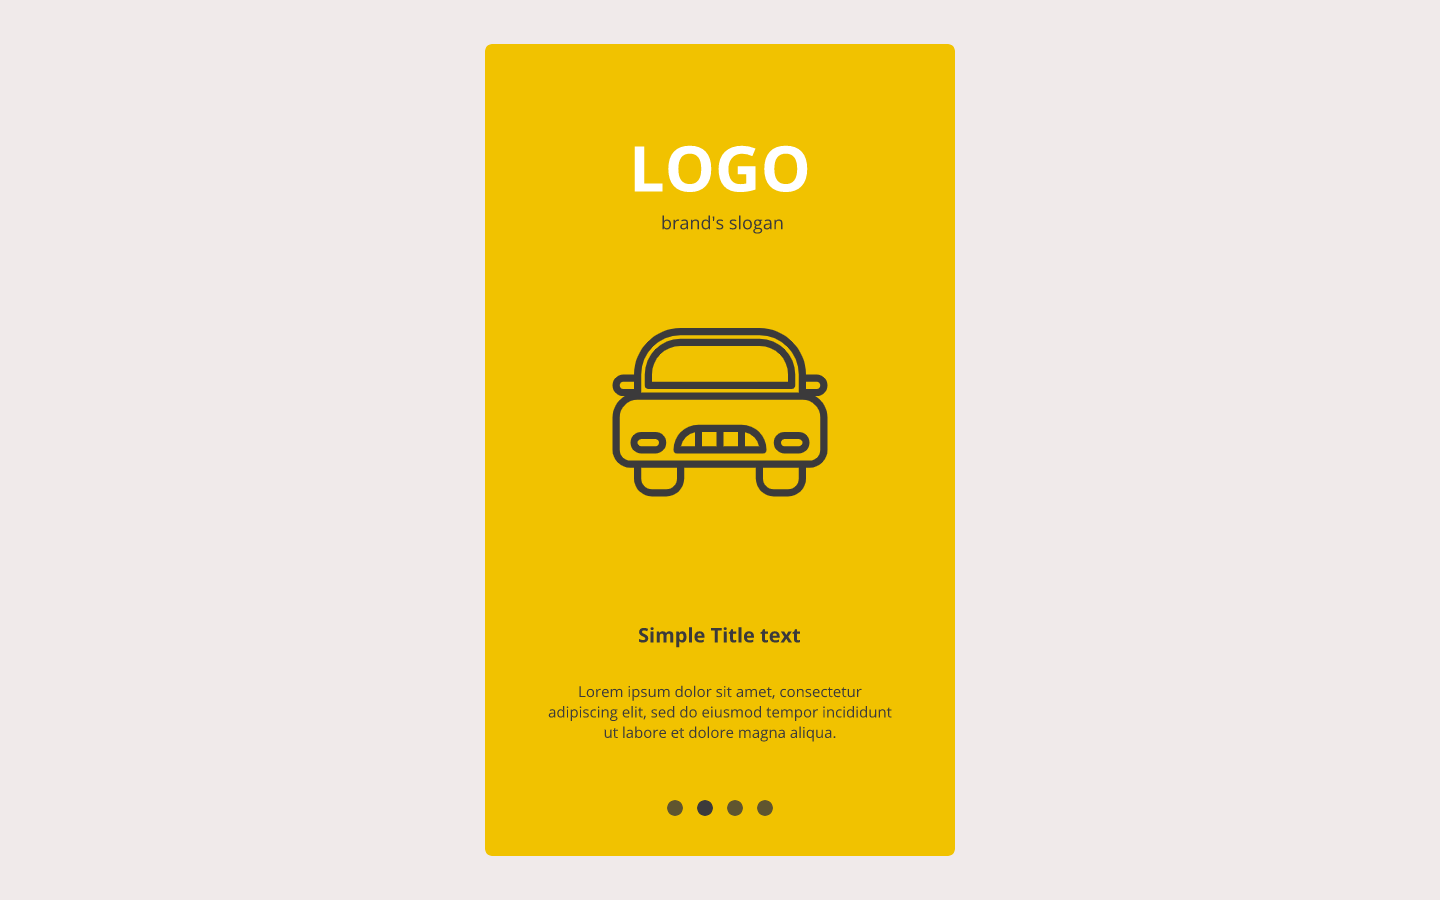 LOGO
brand's slogan
Simple Title text
Lorem ipsum dolor sit amet, consectetur
adipiscing elit, sed do eiusmod tempor incididunt
ut labore et dolore magna aliqua.